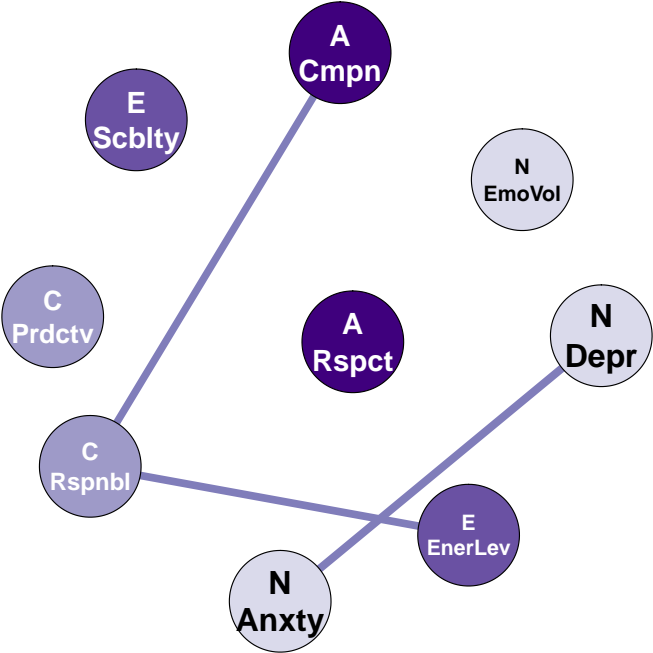 A
Cmpn
E
Scblty
N
EmoVol
C
Prdctv
A
Rspct
N
Depr
C
Rspnbl
E
EnerLev
N
Anxty